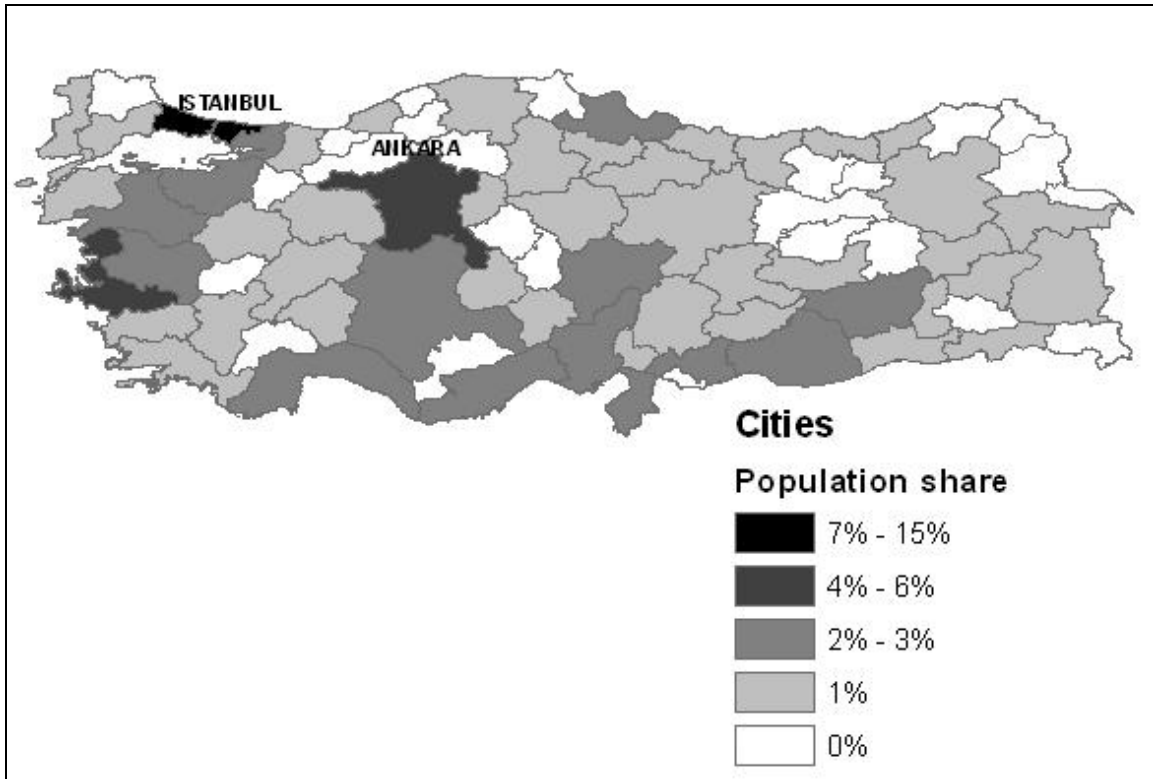 ISTANBUL
ANKARA
Cities
Population share
7% - 15%
4% - 6%
2% - 3%
1%
0%